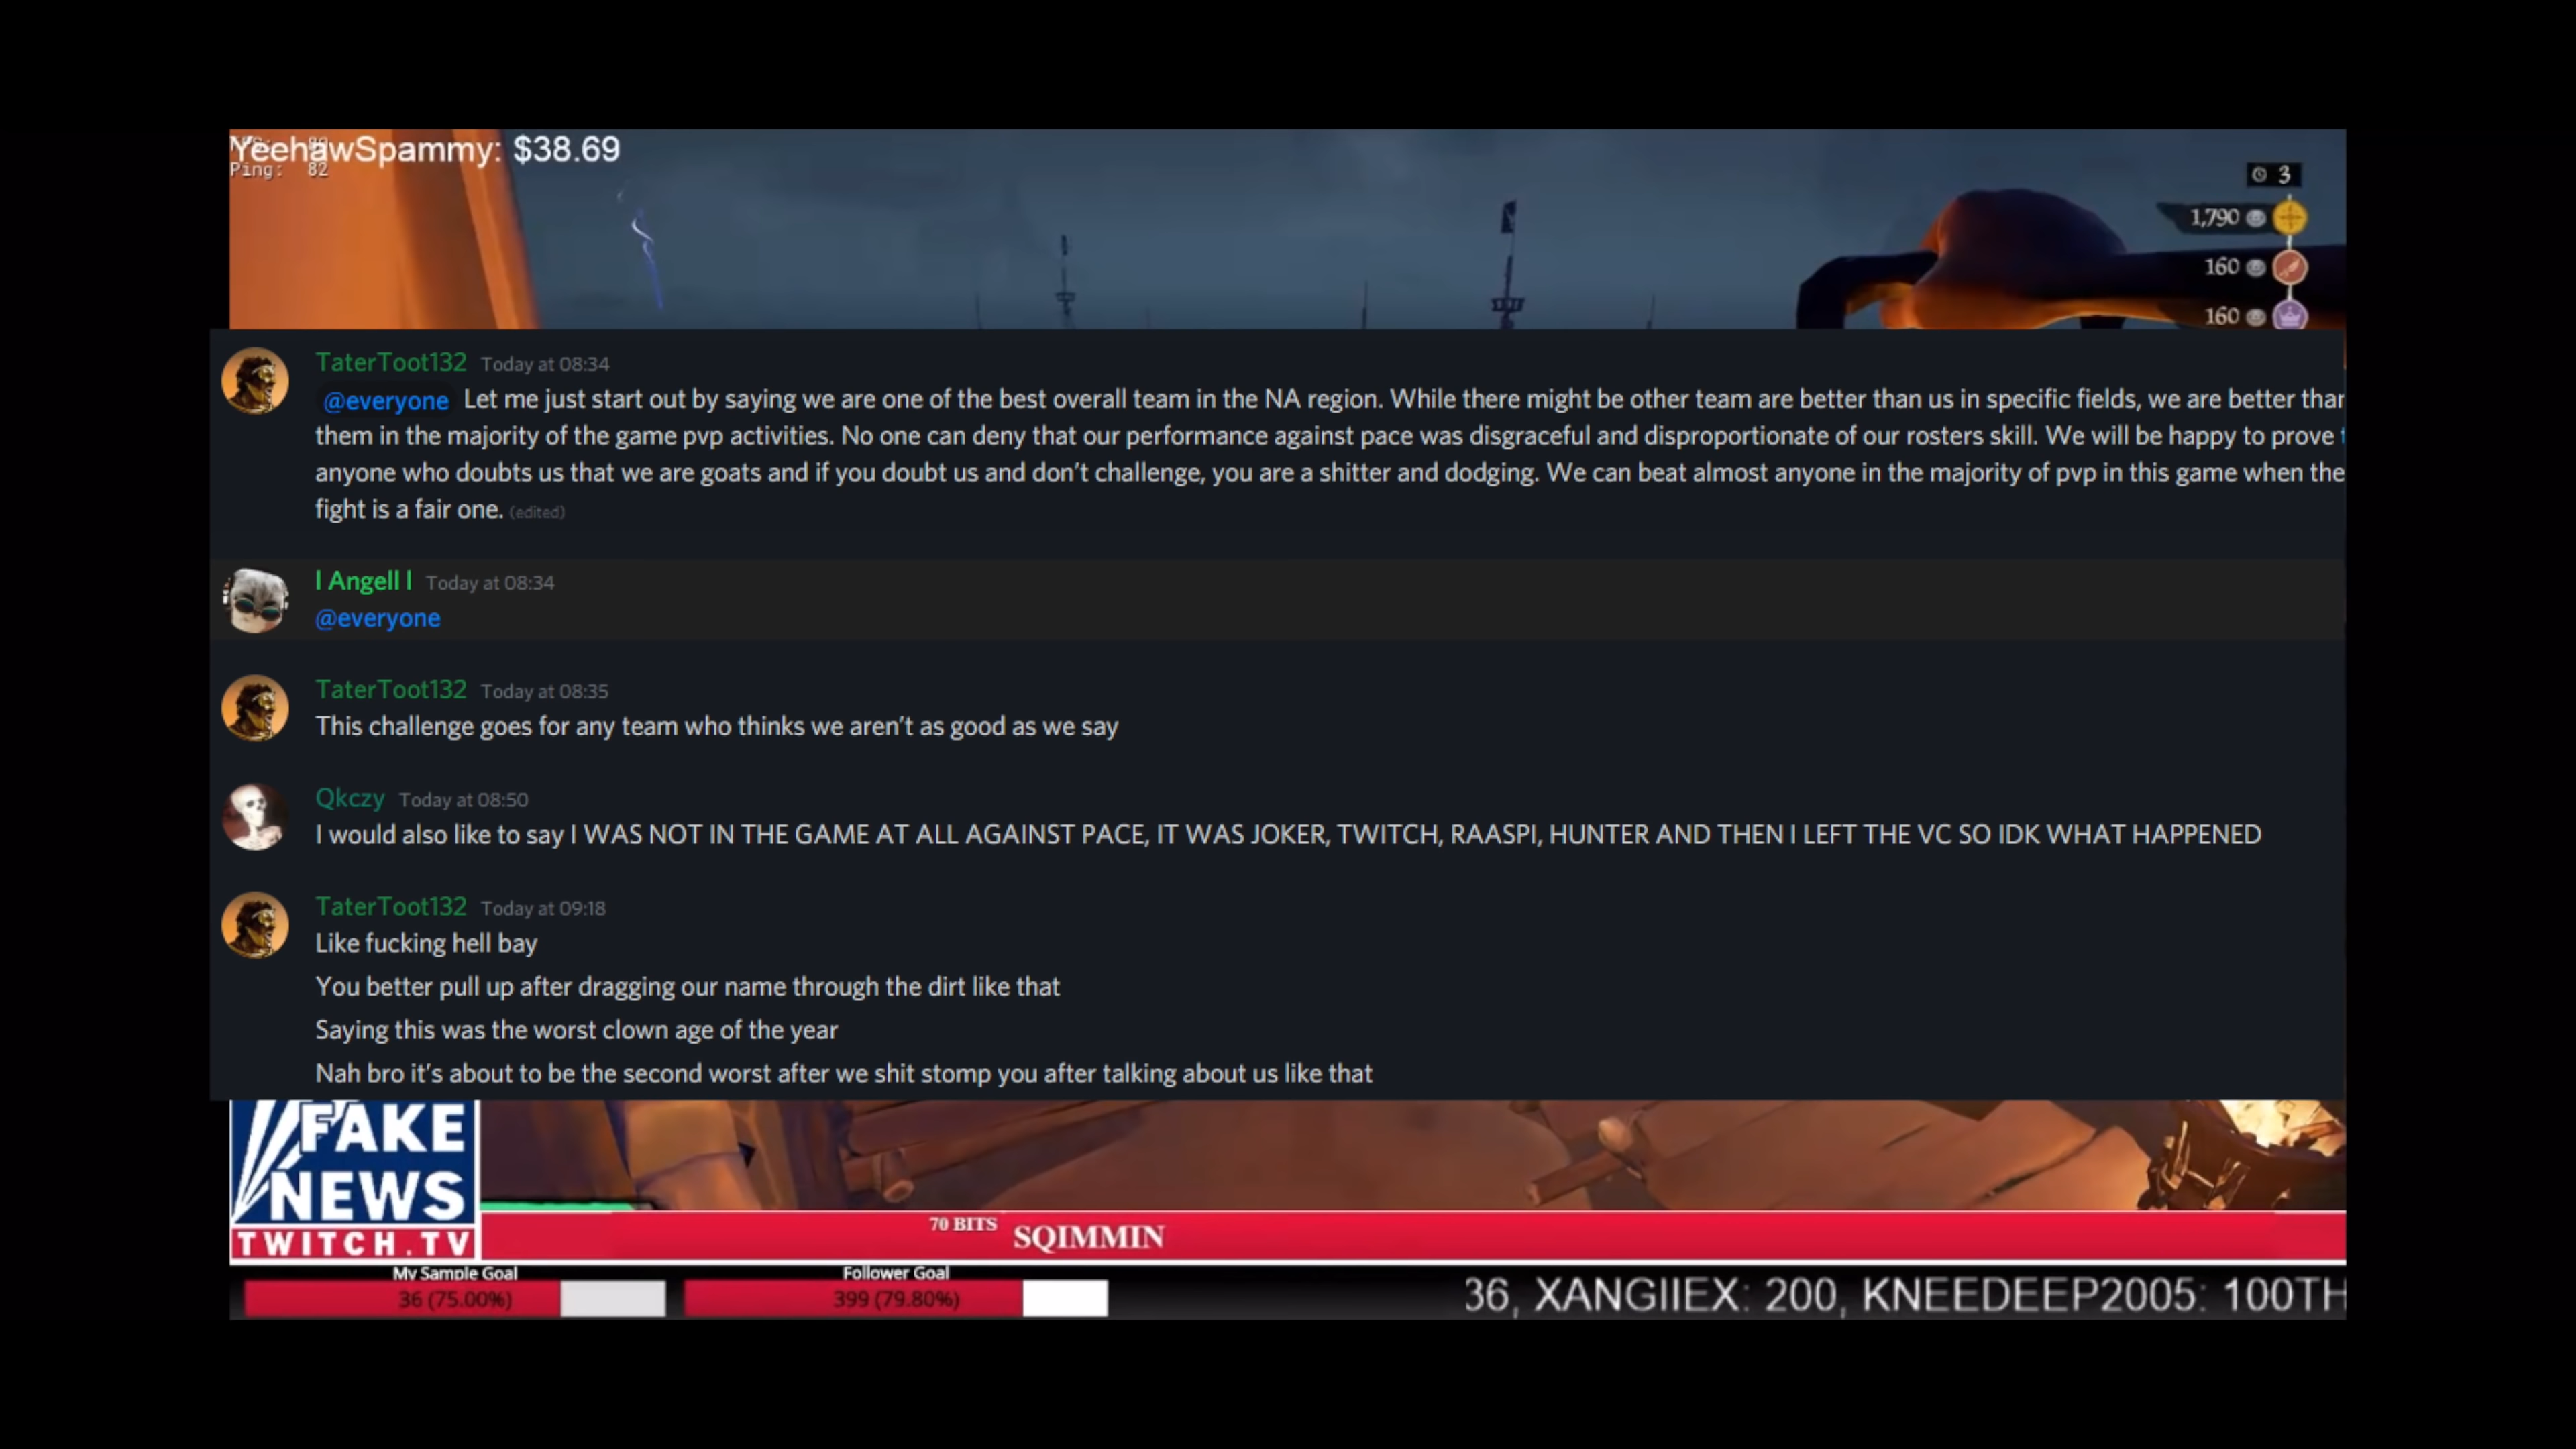 YeehawSpammy: $38.69
Ping: 82
3
1,790
160
160
TaterToot132 Today at 08:34
@everyone Let me just start out by saying we are one of the best overall team in the NA region. While there might be other team are better than us in specific fields, we are better than
them in the majority of the game pvp activities. No one can deny that our performance against pace was disgraceful and disproportionate of our rosters skill. We will be happy to prove
anyone who doubts us that we are goats and if you doubt us and don't challenge, you are a shitter and dodging. We can beat almost anyone in the majority of pvp in this game when the
fight is a fair one. (edited)
l Angell l Today at 08:34
@everyone
TaterToot132 Today at 08:35
This challenge goes for any team who thinks we aren't as good as we say
Qkczy Today at 08:50
I would also like to say I WAS NOT IN THE GAME AT ALL AGAINST PACE, IT WAS JOKER, TWITCH, RAASPI, HUNTER AND THEN I LEFT THE VC SO IDK WHAT HAPPENED
TaterToot132 Today at 09:18
Like fucking hell bay
You better pull up after dragging our name through the dirt like that
Saying this was the worst clown age of the year
Nah bro it's about to be the second worst after we shit stomp you after talking about us like that
FAKE
NEWS
TWITCH.TV
70 BITS SQIMMIN
My Sample Goal
36 (75.00%)
Follower Goal
399 (79.80%)
36, XANGIIEX: 200, KNEEDEEP2005: 100TH